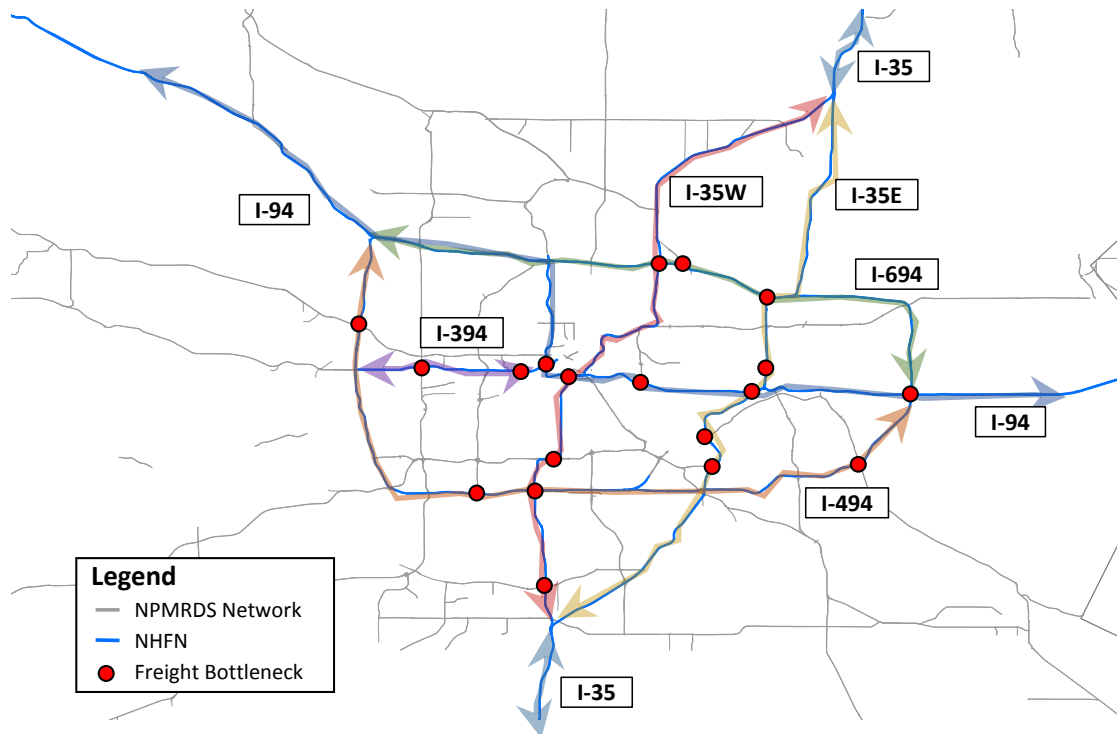 I-35
I-35W
I-35E
I-94
I-694
I-394
I-94
I-494
Legend
NPMRDS Network
NHFN
Freight Bottleneck
I-35